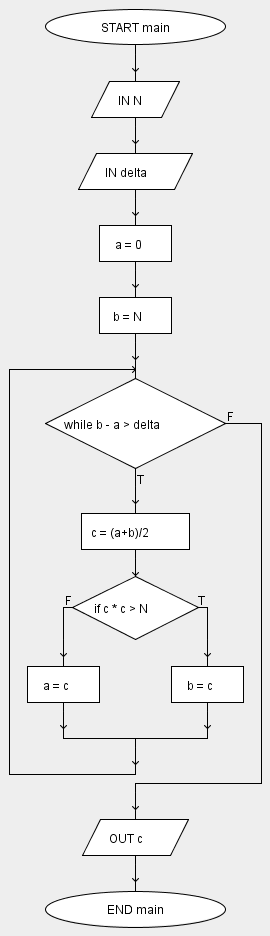 START main
IN N
IN delta
a = 0
b = N
while b - a > delta
F
T
c = (a+b)/2
if c * c > N
F
T
a = c
b = c
OUT c
END main